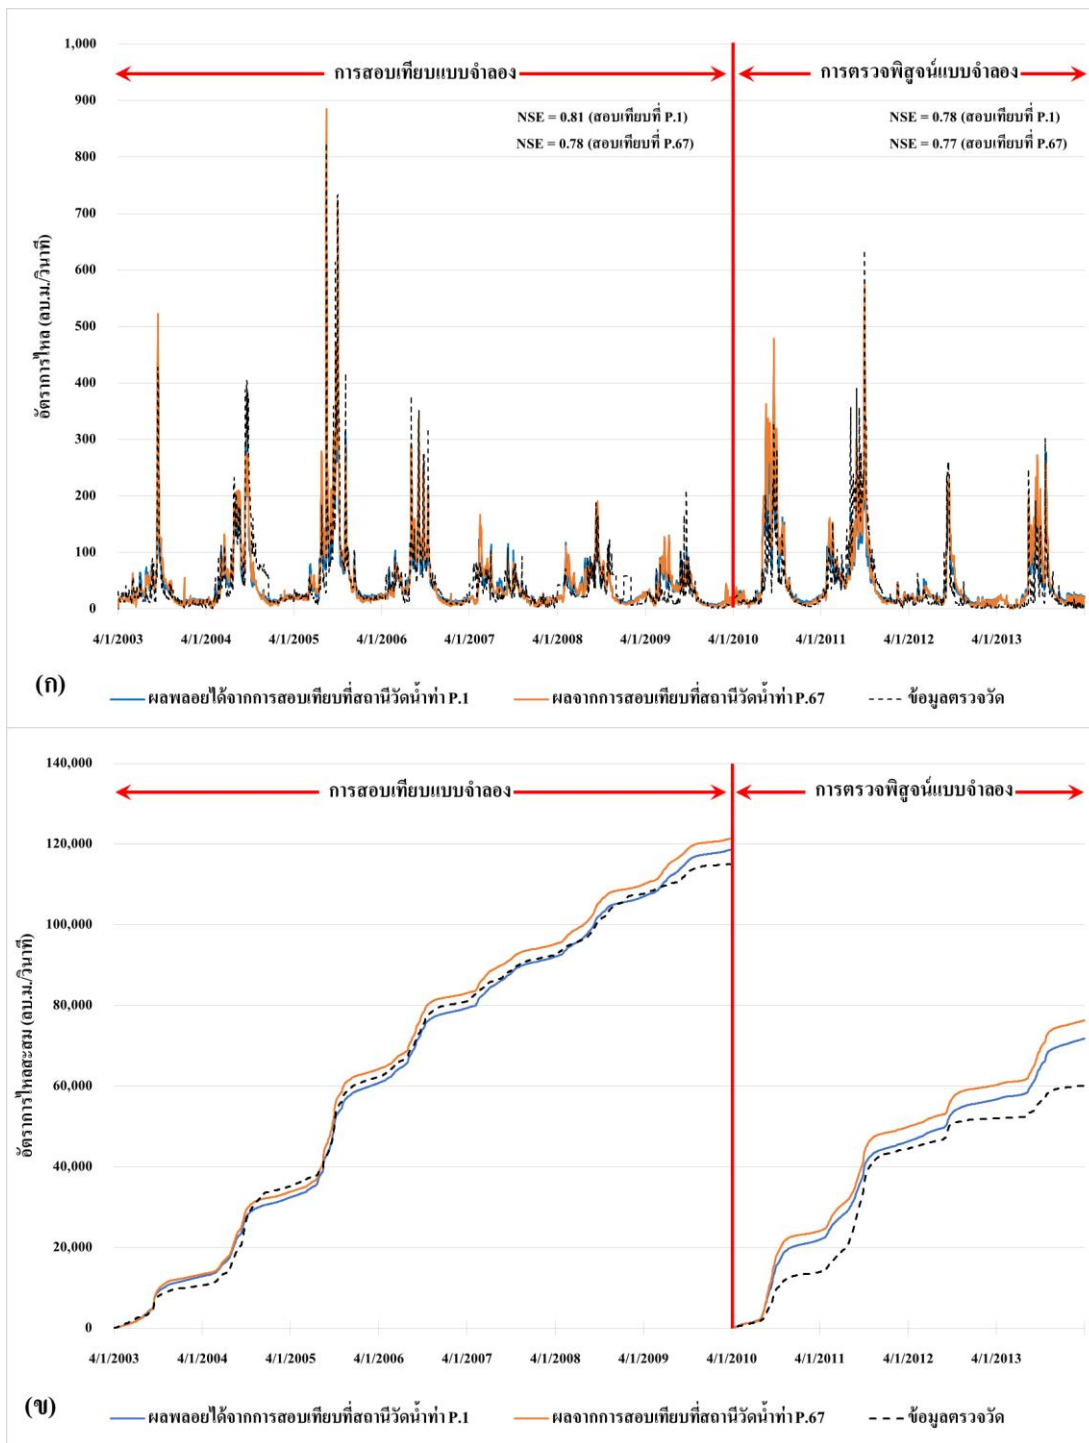 1,000
การสอบเทียบแบบจำลอง
การตรวจพิสูจน์แบบจำลอง
900
NSE = 0.81 (สอบเทียบที่ P.1)
NSE = 0.78 (สอบเทียบที่ P.1)
NSE = 0.78 (สอบเทียบที่ P.67)
NSE = 0.77 (สอบเทียบที่ P.67)
800
700
600
500
400
300
200
100
0
อัตราการไหล (ลบ.ม./วินาที)
4/1/2003 4/1/2004 4/1/2005 4/1/2006 4/1/2007 4/1/2008 4/1/2009 4/1/2010 4/1/2011 4/1/2012 4/1/2013
(ก)
ผลพลอยได้จากการสอบเทียบที่สถานีวัดน้ำท่า P.1 ผลจากการสอบเทียบที่สถานีวัดน้ำท่า P.67 ข้อมูลตรวจวัด
140,000
การสอบเทียบแบบจำลอง
การตรวจพิสูจน์แบบจำลอง
120,000
100,000
80,000
60,000
40,000
20,000
0
อัตราการไหลสะสม (ลบ.ม./วินาที)
4/1/2003 4/1/2004 4/1/2005 4/1/2006 4/1/2007 4/1/2008 4/1/2009 4/1/2010 4/1/2011 4/1/2012 4/1/2013
(ข)
ผลพลอยได้จากการสอบเทียบที่สถานีวัดน้ำท่า P.1 ผลจากการสอบเทียบที่สถานีวัดน้ำท่า P.67 ข้อมูลตรวจวัด